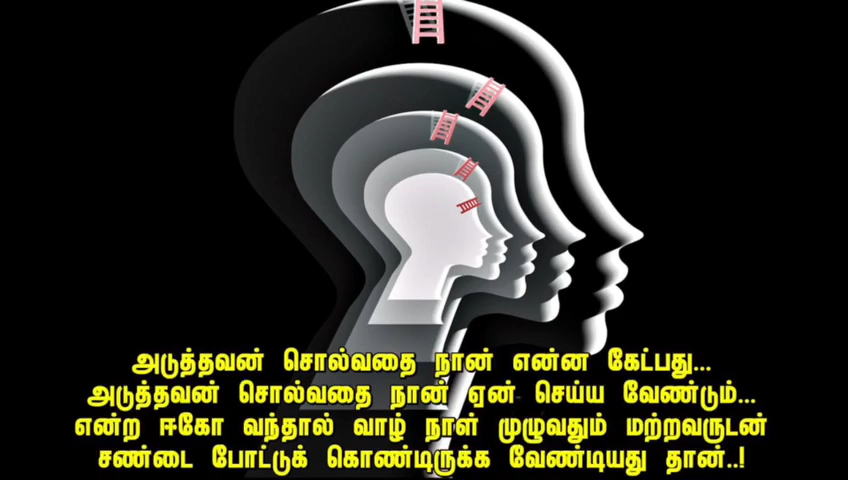 அடுத்தவன் சொல்வதை நான் என்ன கேட்பது...
அடுத்தவன் சொல்வதை நான் ஏன் செய்ய வேண்டும்...
என்ற ஈகோ வந்தால் வாழ் நாள் முழுவதும் மற்றவருடன்
சண்டை போட்டுக் கொண்டிருக்க வேண்டியது தான்..!